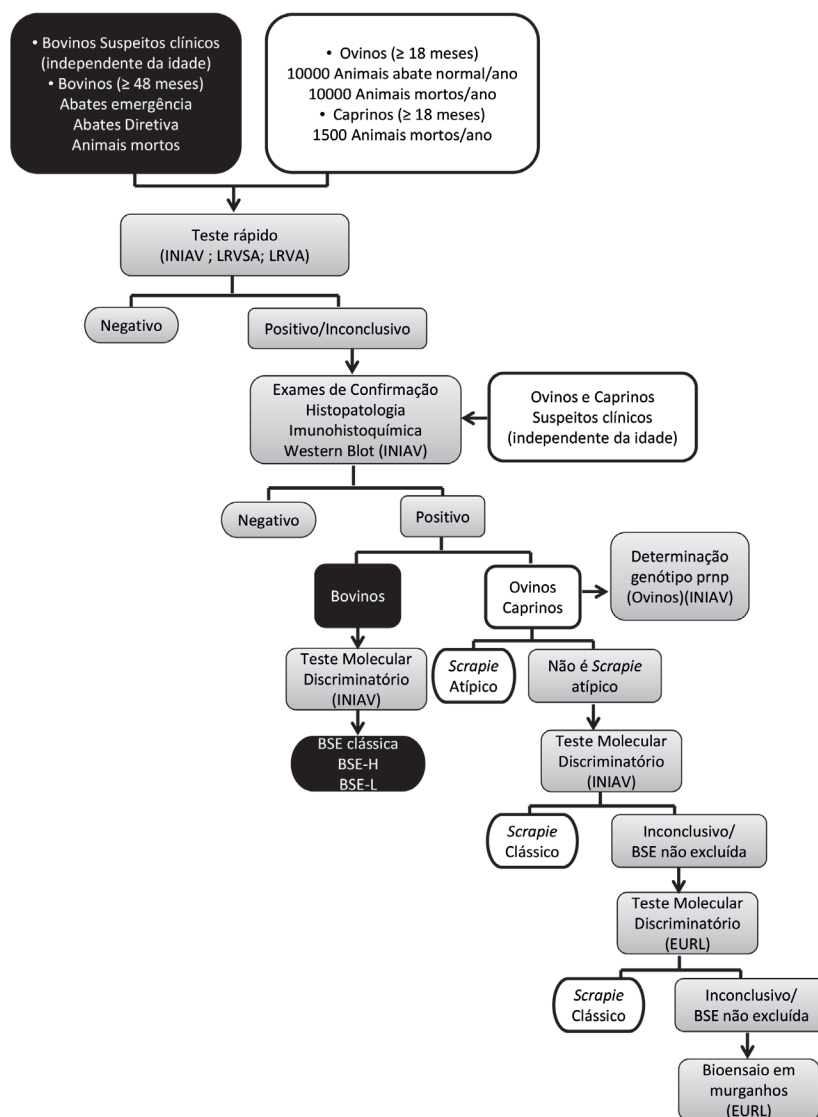 • Bovinos Suspeitos clínicos
(independente da idade)
• Bovinos (≥ 48 meses)
Abates emergência
Abates Diretiva
Animais mortos
• Ovinos (≥ 18 meses)
10000 Animais abate normal/ano
10000 Animais mortos/ano
• Caprinos (≥ 18 meses)
1500 Animais mortos/ano
Teste rápido
(INIAV ; LRVSA; LRVA)
Negativo
Positivo/Inconclusivo
Exames de Confirmação
Histopatologia
Imunohistoquímica
Western Blot (INIAV)
Ovinos e Caprinos
Suspeitos clínicos
(independente da idade)
Negativo
Positivo
Bovinos
Ovinos
Caprinos
Determinação
genótipo prnp
(Ovinos)(INIAV)
Teste Molecular
Discriminatório
(INIAV)
Scrapie
Atípico
Não é Scrapie
atípico
BSE clássica
BSE-H
BSE-L
Teste Molecular
Discriminatório
(INIAV)
Scrapie
Clássico
Inconclusivo/
BSE não excluída
Teste Molecular
Discriminatório
(EURL)
Scrapie
Clássico
Inconclusivo/
BSE não excluída
Bioensaio em
murganhos
(EURL)